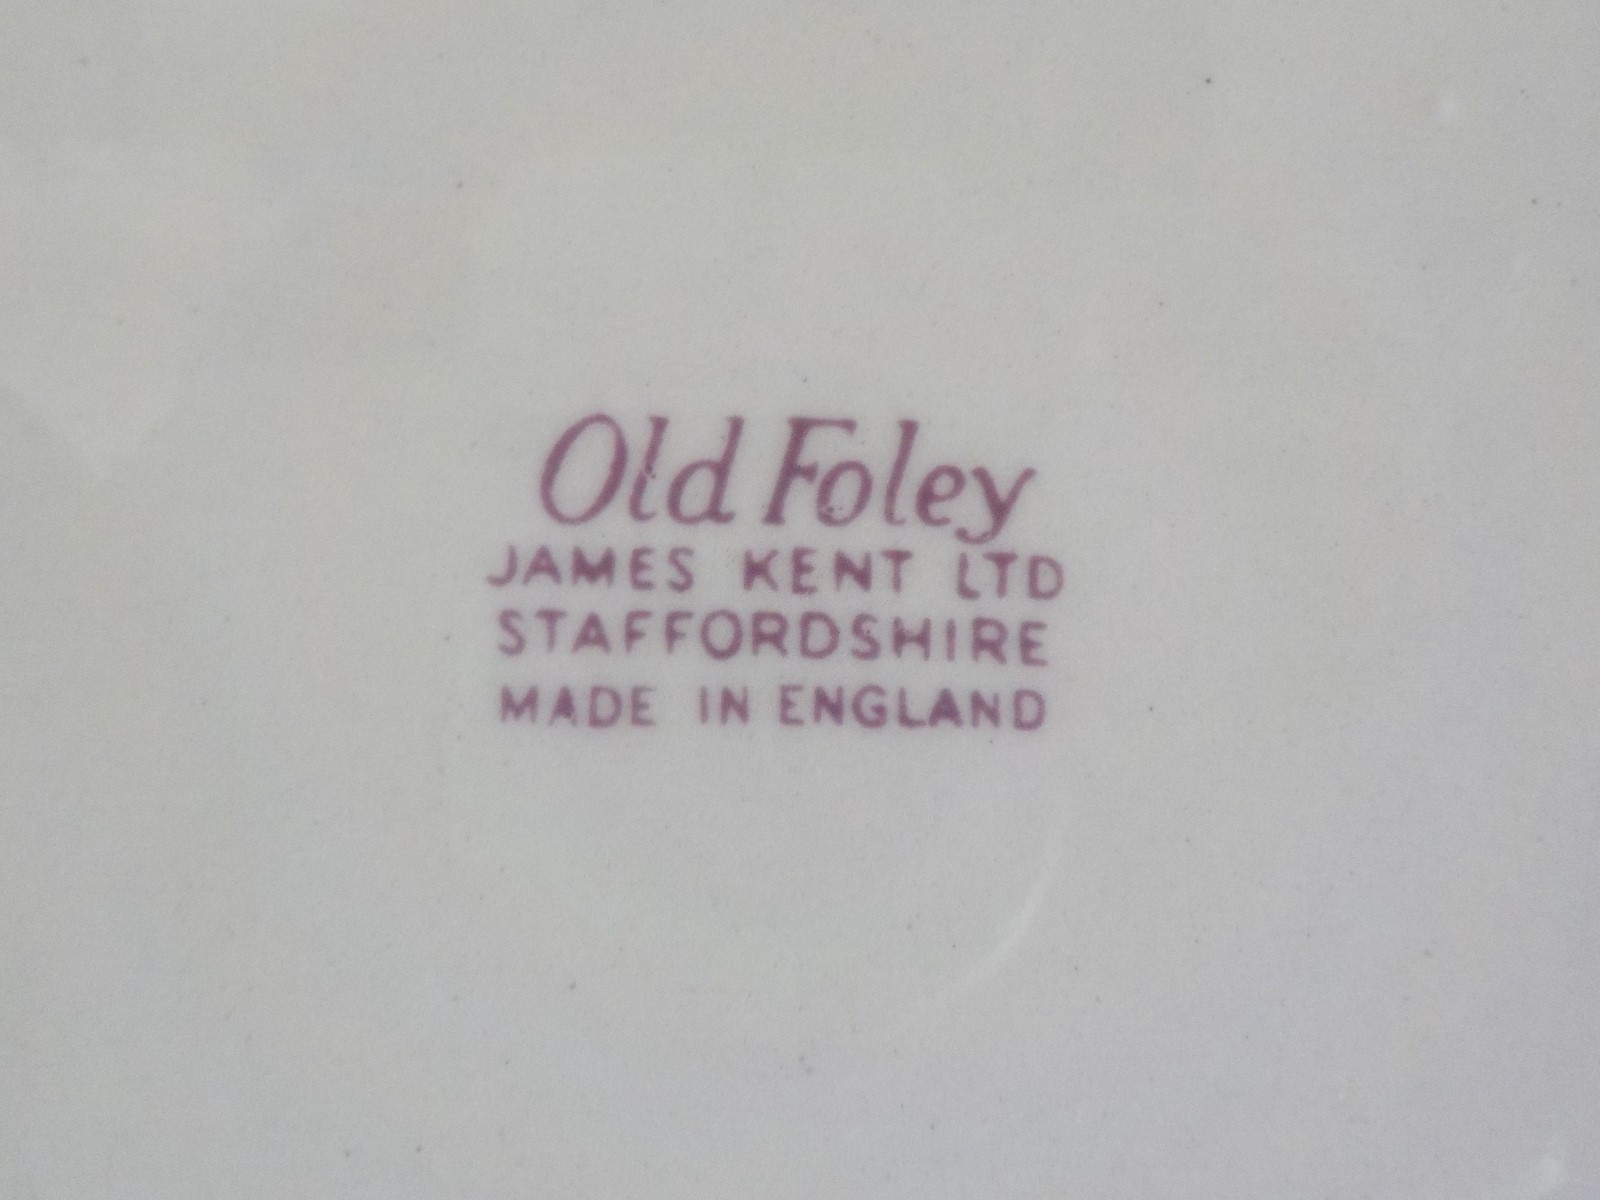 Old Foley
JAMES KENT LTD
STAFFORDSHIRE
MADE IN ENGLAND